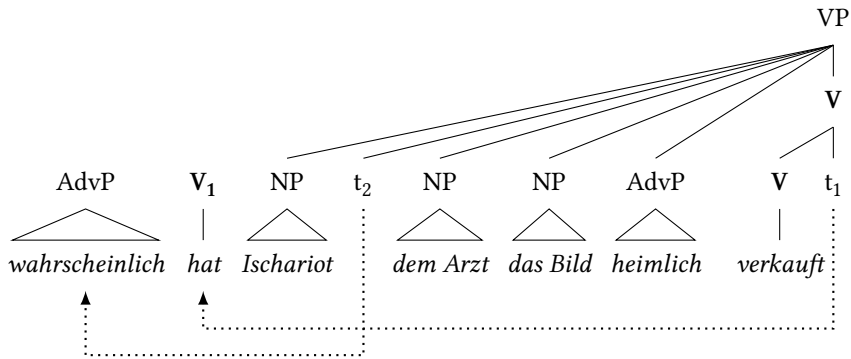 VP
V
AdvP V1 NP t2 NP NP AdvP V t1
wahrscheinlich hat Ischariot dem Arzt das Bild heimlich verkauft